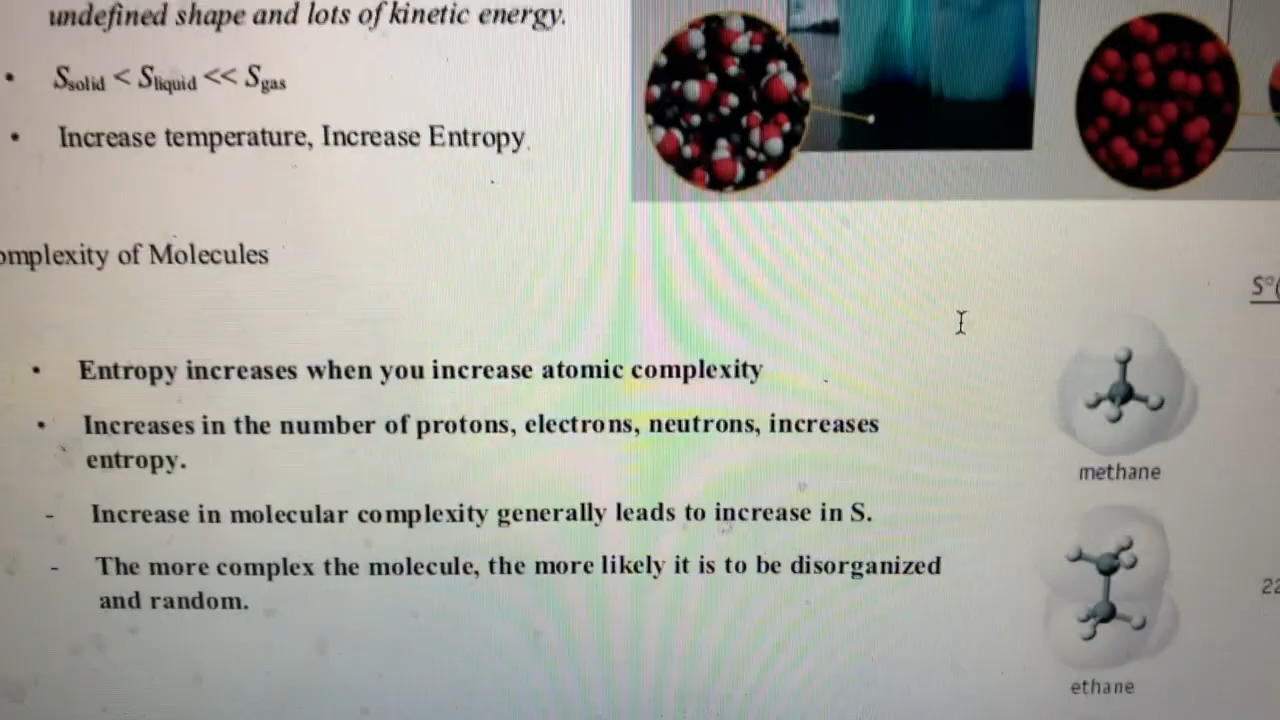 undefined shape and lots of kinetic energy.
• Ssolid < Sliquid << Sgas
• Increase temperature, Increase Entropy
omplexity of Molecules
S°(
• Entropy increases when you increase atomic complexity
• Increases in the number of protons, electrons, neutrons, increases
entropy.
methane
- Increase in molecular complexity generally leads to increase in S.
- The more complex the molecule, the more likely it is to be disorganized
and random.
22
ethane